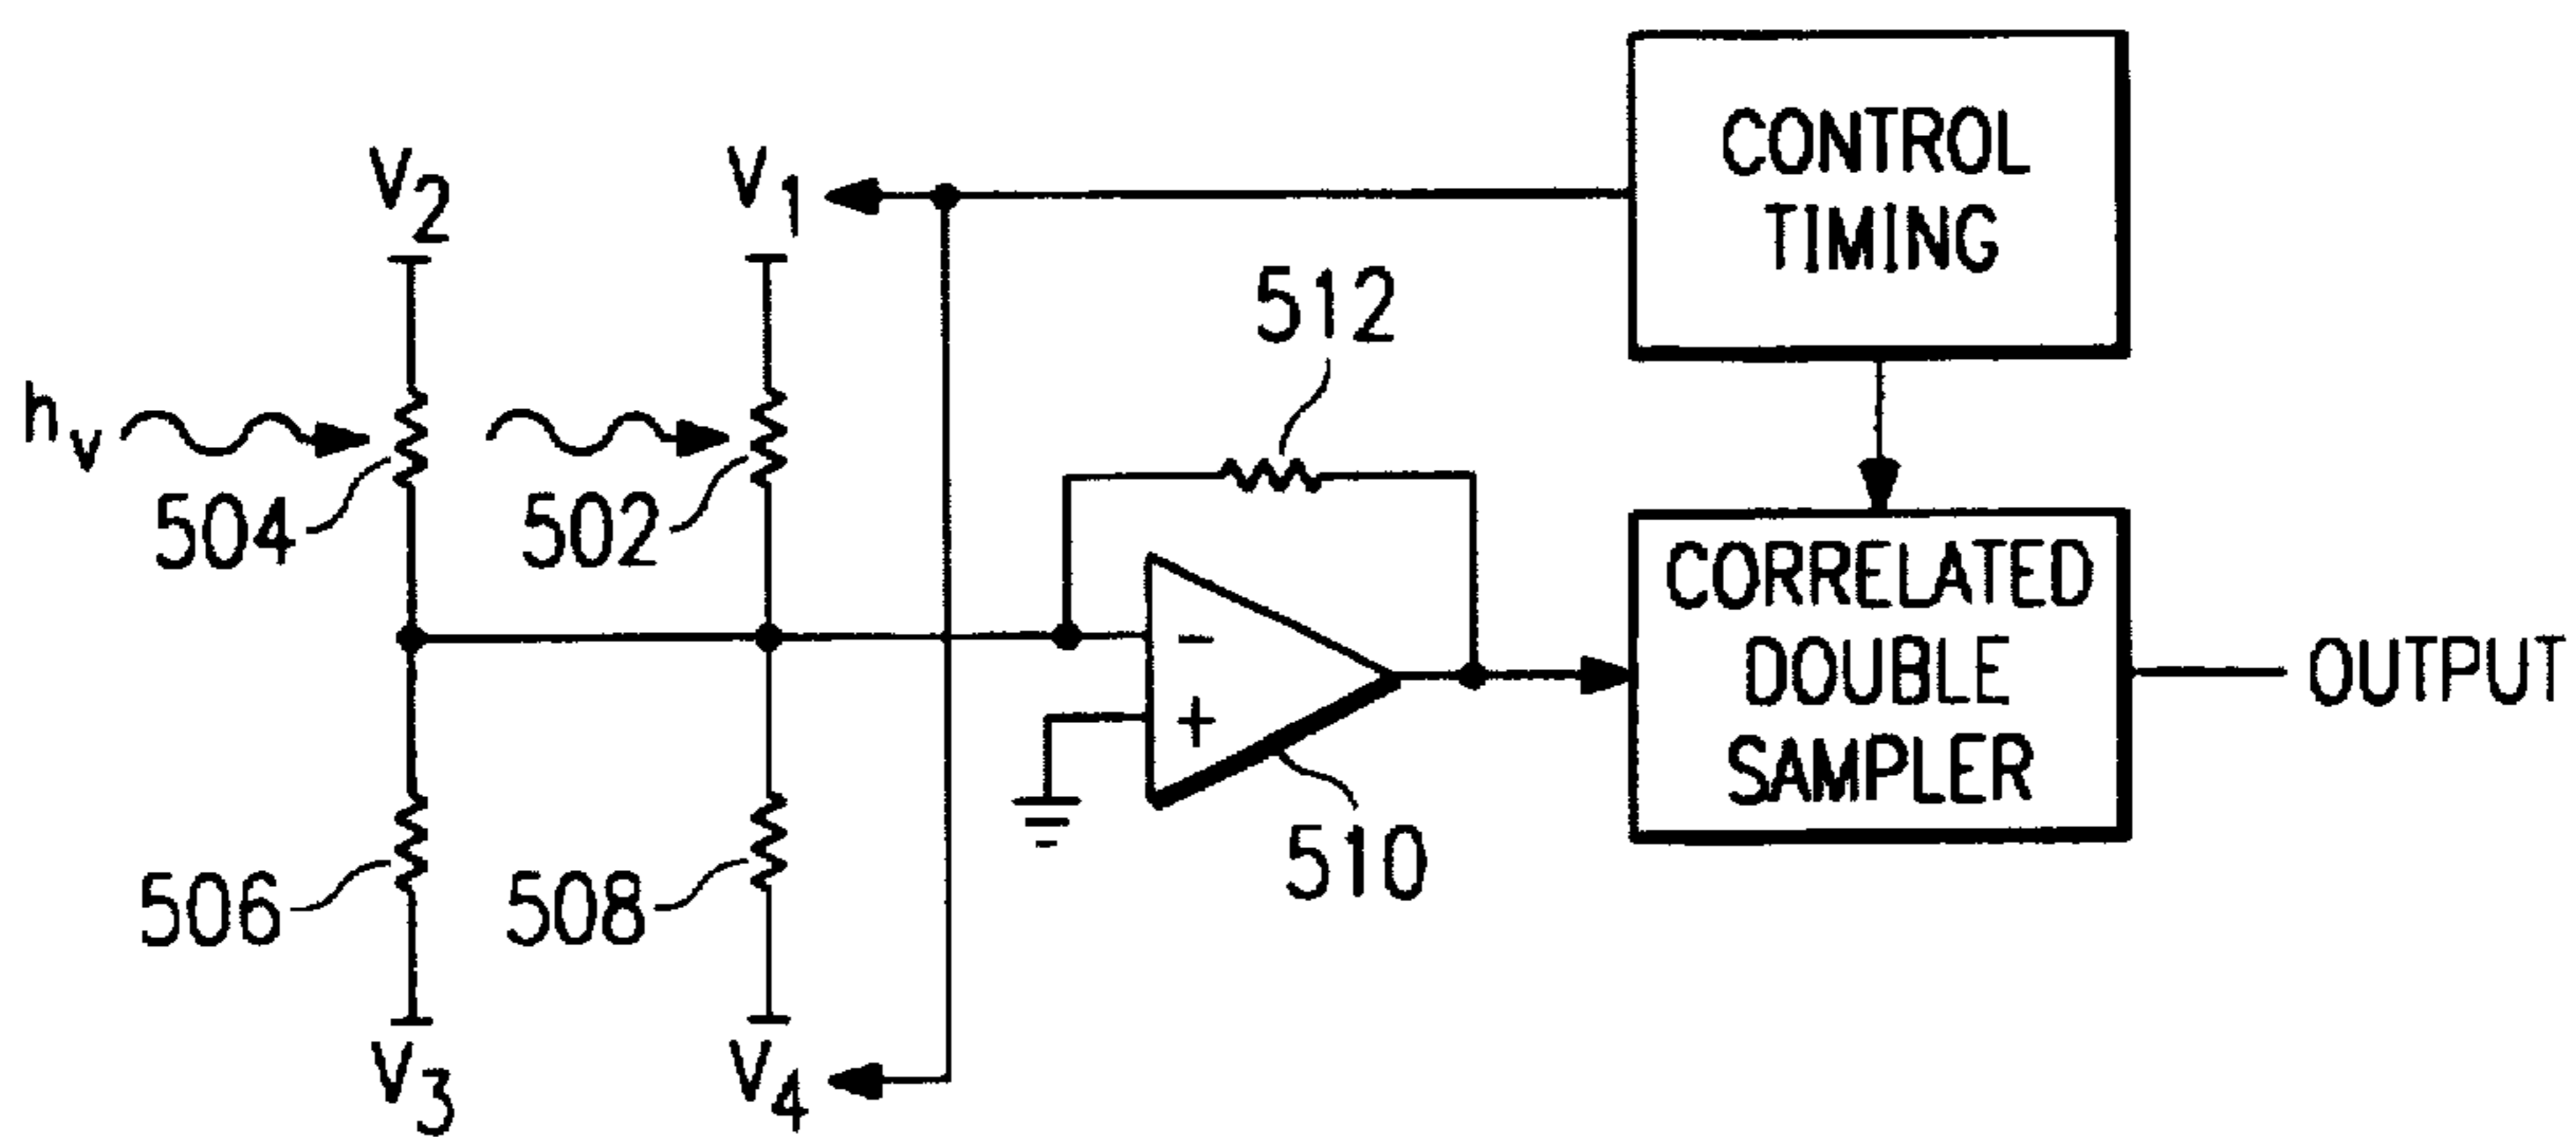 CONTROL
TIMING
V2
V1
512
hv
504
502
CORRELATED
DOUBLE
SAMPLER
-
+
OUTPUT
510
506
508
V3
V4